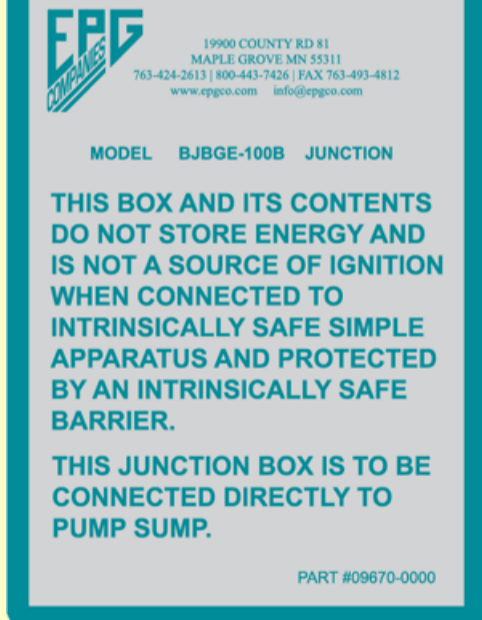 EPG
COMPANIES
19900 COUNTY RD 81
MAPLE GROVE MN 55311
763-424-2613 | 800-443-7426 | FAX 763-493-4812
www.epgco.com info@epgco.com
MODEL BJBGE-100B JUNCTION
THIS BOX AND ITS CONTENTS
DO NOT STORE ENERGY AND
IS NOT A SOURCE OF IGNITION
WHEN CONNECTED TO
INTRINSICALLY SAFE SIMPLE
APPARATUS AND PROTECTED
BY AN INTRINSICALLY SAFE
BARRIER.
THIS JUNCTION BOX IS TO BE
CONNECTED DIRECTLY TO
PUMP SUMP.
PART #09670-0000